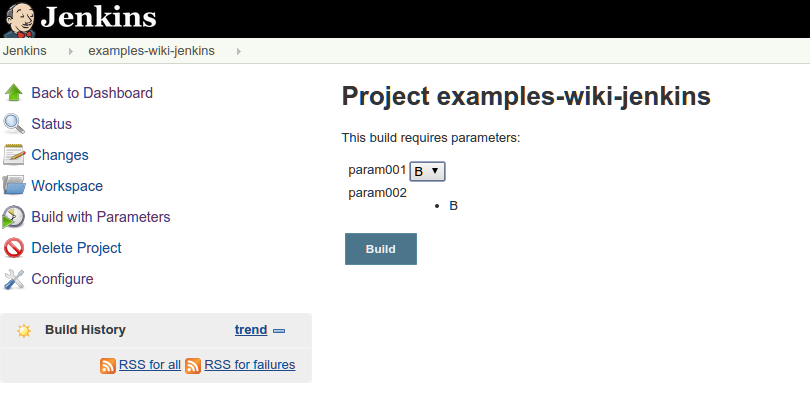 Jenkins
Jenkins examples-wiki-jenkins
Back to Dashboard
Status
Changes
Workspace
Build with Parameters
Delete Project
Configure
Build History trend
RSS for all RSS for failures
Project examples-wiki-jenkins
This build requires parameters:
param001 B
param002
B
Build